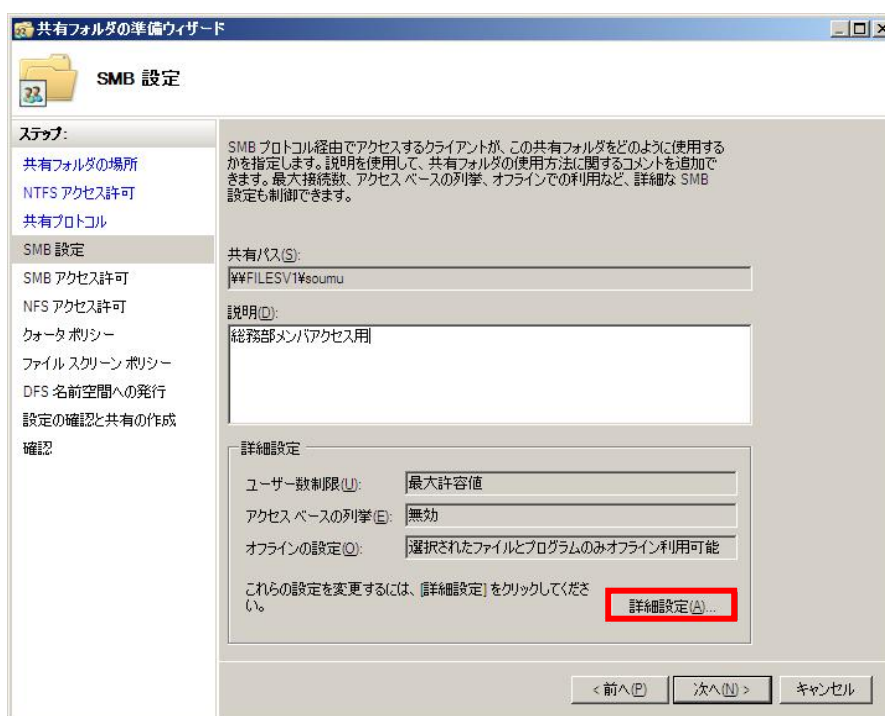 共有フォルダの準備ウィザード
SMB 設定
ステップ:
共有フォルダの場所
NTFS アクセス許可
共有プロトコル
SMB 設定
SMB アクセス許可
NFS アクセス許可
クォータ ポリシー
ファイル スクリーン ポリシー
DFS 名前空間への発行
設定の確認と共有の作成
確認
SMB プロトコル経由でアクセスするクライアントが、この共有フォルダをどのように使用する
かを指定します。説明を使用して、共有フォルダの使用方法に関するコメントを追加で
きます。最大接続数、アクセス ベースの列挙、オフラインでの利用など、詳細な SMB
設定も制御できます。
共有パス(S):
¥¥FILESV1¥soumu
説明(D):
総務部メンバアクセス用
詳細設定
ユーザー数制限(U): 最大許容値
アクセス ベースの列挙(E): 無効
オフラインの設定(O): 選択されたファイルとプログラムのみオフライン利用可能
これらの設定を変更するには、[詳細設定] をクリックしてくださ
い。
詳細設定(A)...
< 前へ(P) 次へ(N) > キャンセル